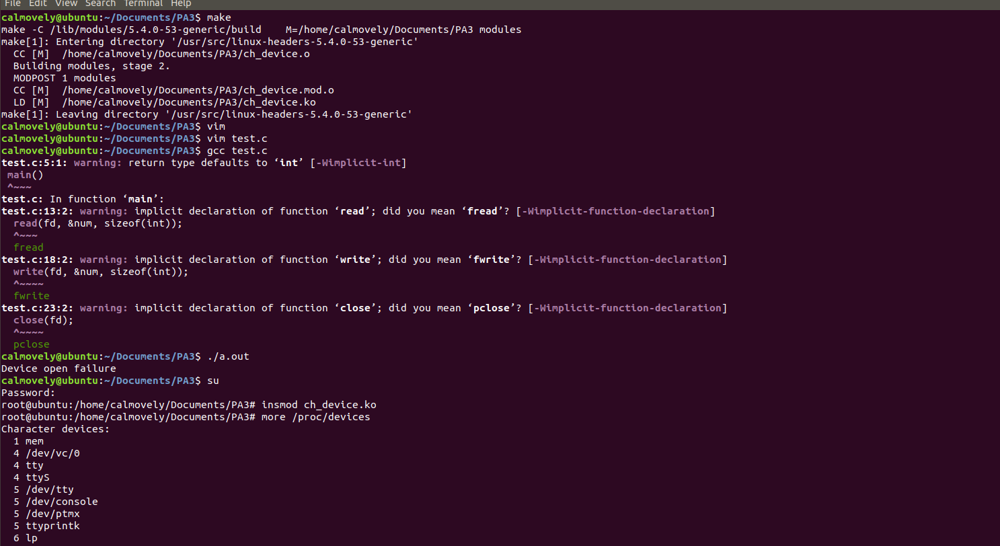 File Edit View Search Terminal Help
calmovely@ubuntu:~/Documents/PA3$ make
make -C /lib/modules/5.4.0-53-generic/build    M=/home/calmovely/Documents/PA3 modules
make[1]: Entering directory '/usr/src/linux-headers-5.4.0-53-generic'
  CC [M]  /home/calmovely/Documents/PA3/ch_device.o
  Building modules, stage 2.
  MODPOST 1 modules
  CC [M]  /home/calmovely/Documents/PA3/ch_device.mod.o
  LD [M]  /home/calmovely/Documents/PA3/ch_device.ko
make[1]: Leaving directory '/usr/src/linux-headers-5.4.0-53-generic'
calmovely@ubuntu:~/Documents/PA3$ vim
calmovely@ubuntu:~/Documents/PA3$ vim test.c
calmovely@ubuntu:~/Documents/PA3$ gcc test.c
test.c:5:1: warning: return type defaults to ‘int’ [-Wimplicit-int]
 main()
 ^~~~
test.c: In function ‘main’:
test.c:13:2: warning: implicit declaration of function ‘read’; did you mean ‘fread’? [-Wimplicit-function-declaration]
  read(fd, &num, sizeof(int));
  ^~~~
  fread
test.c:18:2: warning: implicit declaration of function ‘write’; did you mean ‘fwrite’? [-Wimplicit-function-declaration]
  write(fd, &num, sizeof(int));
  ^~~~~
  fwrite
test.c:23:2: warning: implicit declaration of function ‘close’; did you mean ‘pclose’? [-Wimplicit-function-declaration]
  close(fd);
  ^~~~~
  pclose
calmovely@ubuntu:~/Documents/PA3$ ./a.out
Device open failure
calmovely@ubuntu:~/Documents/PA3$ su
Password:
root@ubuntu:/home/calmovely/Documents/PA3# insmod ch_device.ko
root@ubuntu:/home/calmovely/Documents/PA3# more /proc/devices
Character devices:
  1 mem
  4 /dev/vc/0
  4 tty
  4 ttyS
  5 /dev/tty
  5 /dev/console
  5 /dev/ptmx
  5 ttyprintk
  6 lp